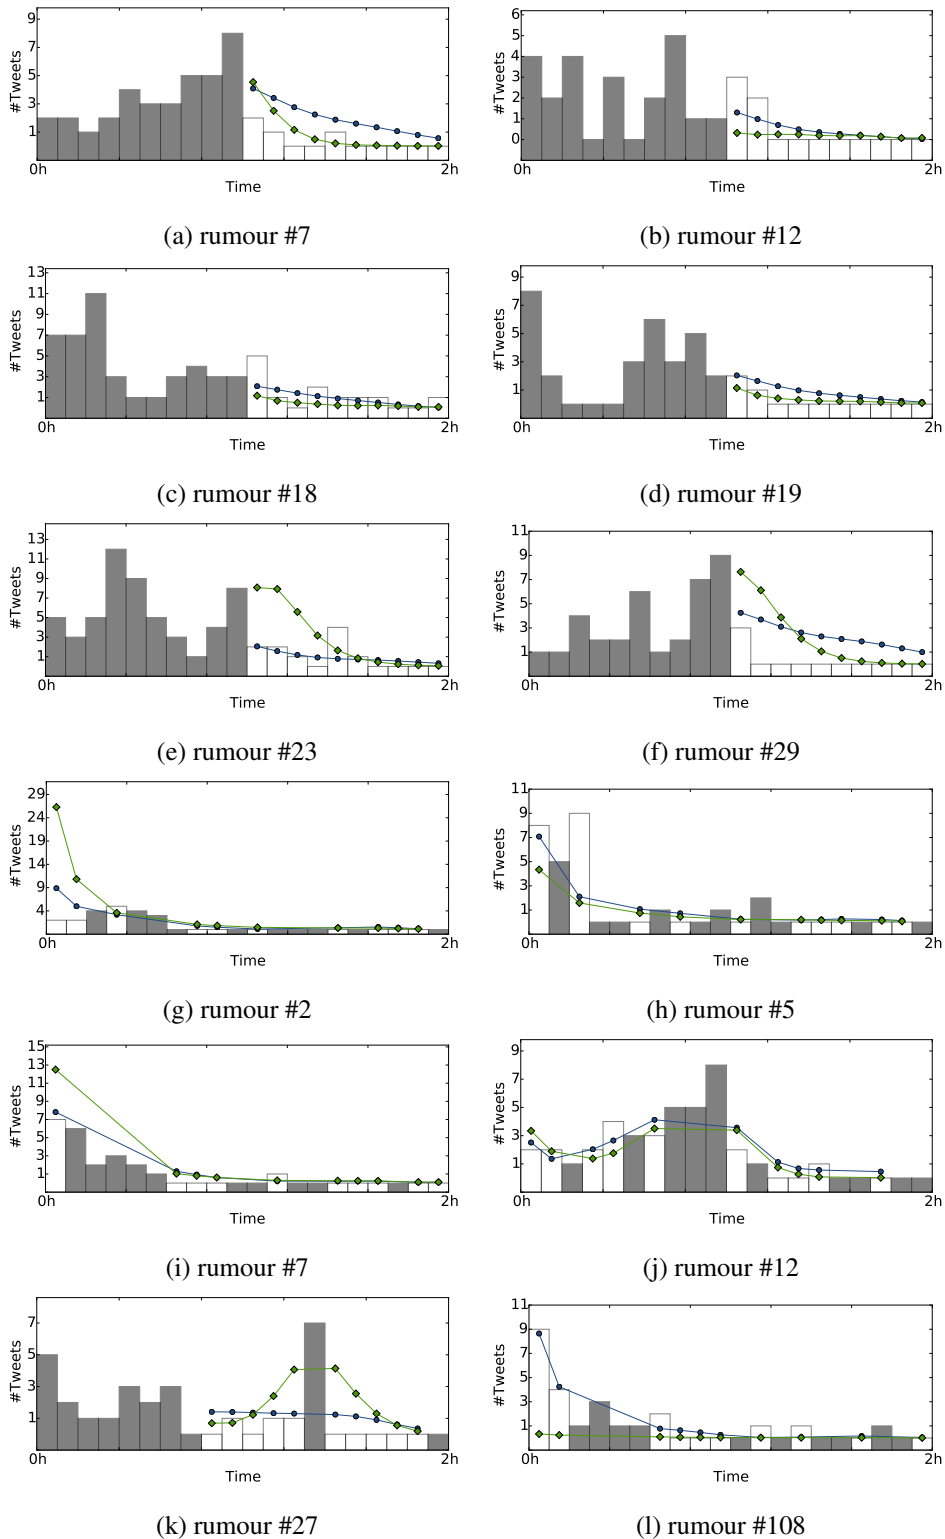 9
7
5
3
1
#Tweets
0h
2h
Time
(a) rumour #7
6
5
4
3
2
1
0
#Tweets
0h
2h
Time
(b) rumour #12
13
11
9
7
5
3
1
#Tweets
0h
2h
Time
(c) rumour #18
9
7
5
3
1
#Tweets
0h
2h
Time
(d) rumour #19
13
11
9
7
5
3
1
#Tweets
0h
2h
Time
(e) rumour #23
11
9
7
5
3
1
#Tweets
0h
2h
Time
(f) rumour #29
29
24
19
14
9
4
#Tweets
0h
2h
Time
(g) rumour #2
11
9
7
5
3
1
#Tweets
0h
2h
Time
(h) rumour #5
15
13
11
9
7
5
3
1
#Tweets
0h
2h
Time
(i) rumour #7
9
7
5
3
1
#Tweets
0h
2h
Time
(j) rumour #12
7
5
3
1
#Tweets
0h
2h
Time
(k) rumour #27
11
9
7
5
3
1
#Tweets
0h
2h
Time
(l) rumour #108